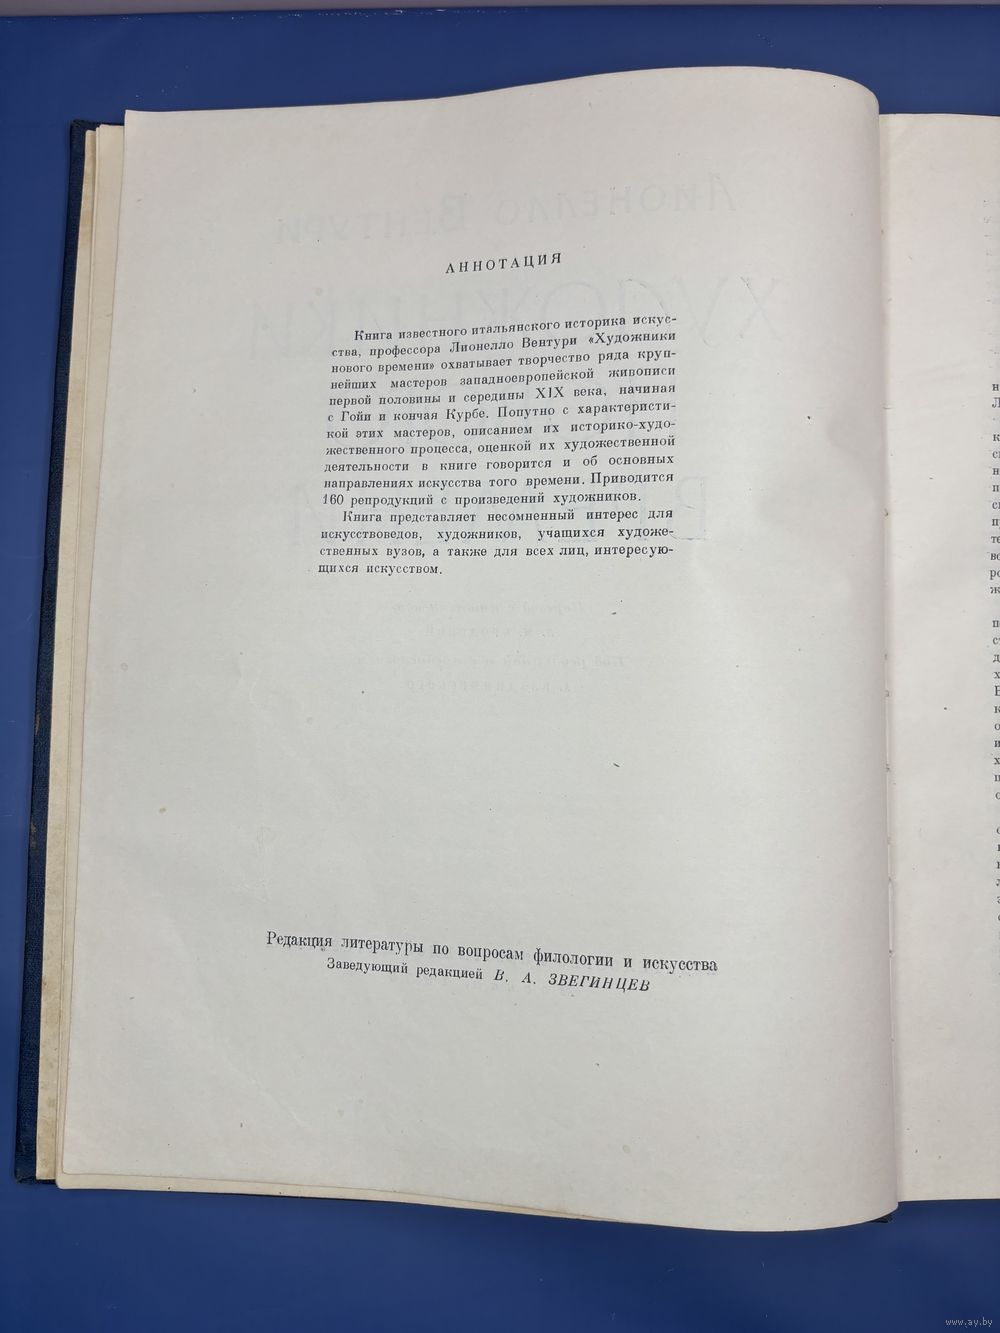 АННОТАЦИЯ
Книга известного итальянского историка искус-
ства, профессора Лионелло Вентури «Художники
нового времени» охватывает творчество ряда круп-
нейших мастеров западноевропейской живописи
первой половины и середины XIX века, начиная
с Гойи и кончая Курбе. Попутно с характеристи-
кой этих мастеров, описанием их историко-худо-
жественного процесса, оценкой их художественной
деятельности в книге говорится и об основных
направлениях искусства того времени. Приводится
160 репродукций с произведений художников.
Книга представляет несомненный интерес для
искусствоведов, художников, учащихся художе-
ственных вузов, а также для всех лиц, интересую-
щихся искусством.
Редакция литературы по вопросам филологии и искусства
Заведующий редакцией В. А. ЗВЕГИНЦЕВ
www.ay.by